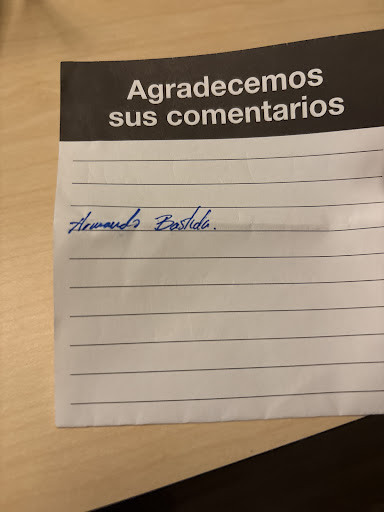 Agradecemos
sus comentarios
Armando Bastida.